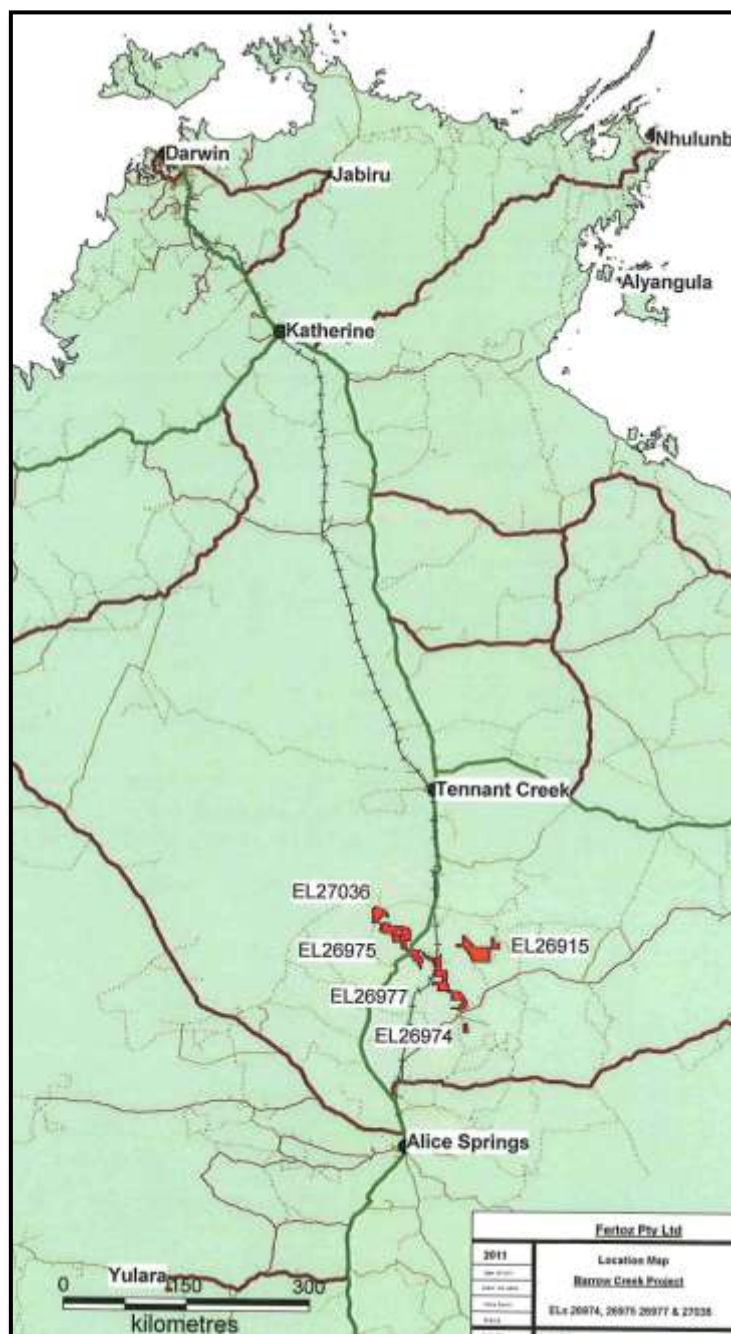 Darwin
Nhulunb
Jabiru
Alyangula
Katherine
Tennant Creek
EL27036
EL26915
EL26975
EL26977
EL26974
Alice Springs
Yulara
0 150 300
kilometres
Fertoz Pty Ltd
2011
Location Map
Barrow Creek Project
ELs 26974, 26975 26977 & 27036